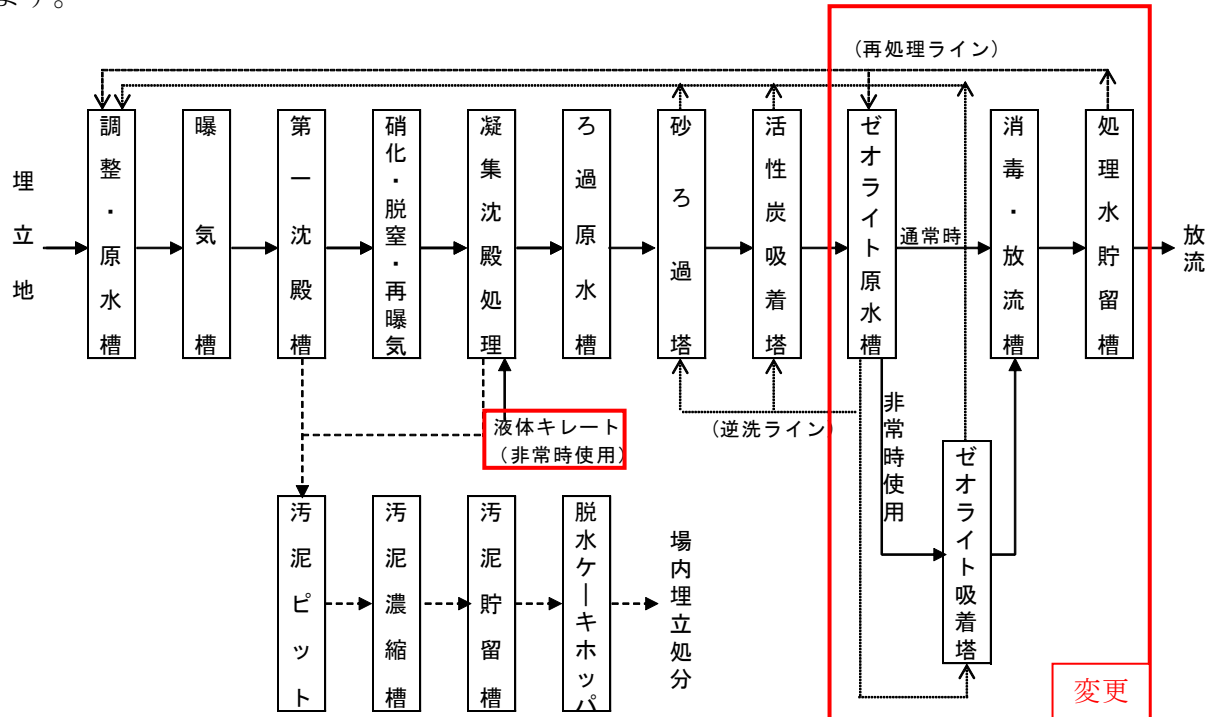 ます。
(再処理ライン)
埋立地
調整・原水槽
曝気槽
第一沈殿槽
硝化・脱窒・再曝気
凝集沈殿処理
ろ過原水槽
砂ろ過塔
活性炭吸着塔
ゼオライト原水槽
通常時
消毒・放流槽
処理水貯留槽
放流
液体キレート
(非常時使用)
(逆洗ライン)
非常時使用
ゼオライト吸着塔
汚泥ピット
汚泥濃縮槽
汚泥貯留槽
脱水ケーキホッパ
場内埋立処分
変更